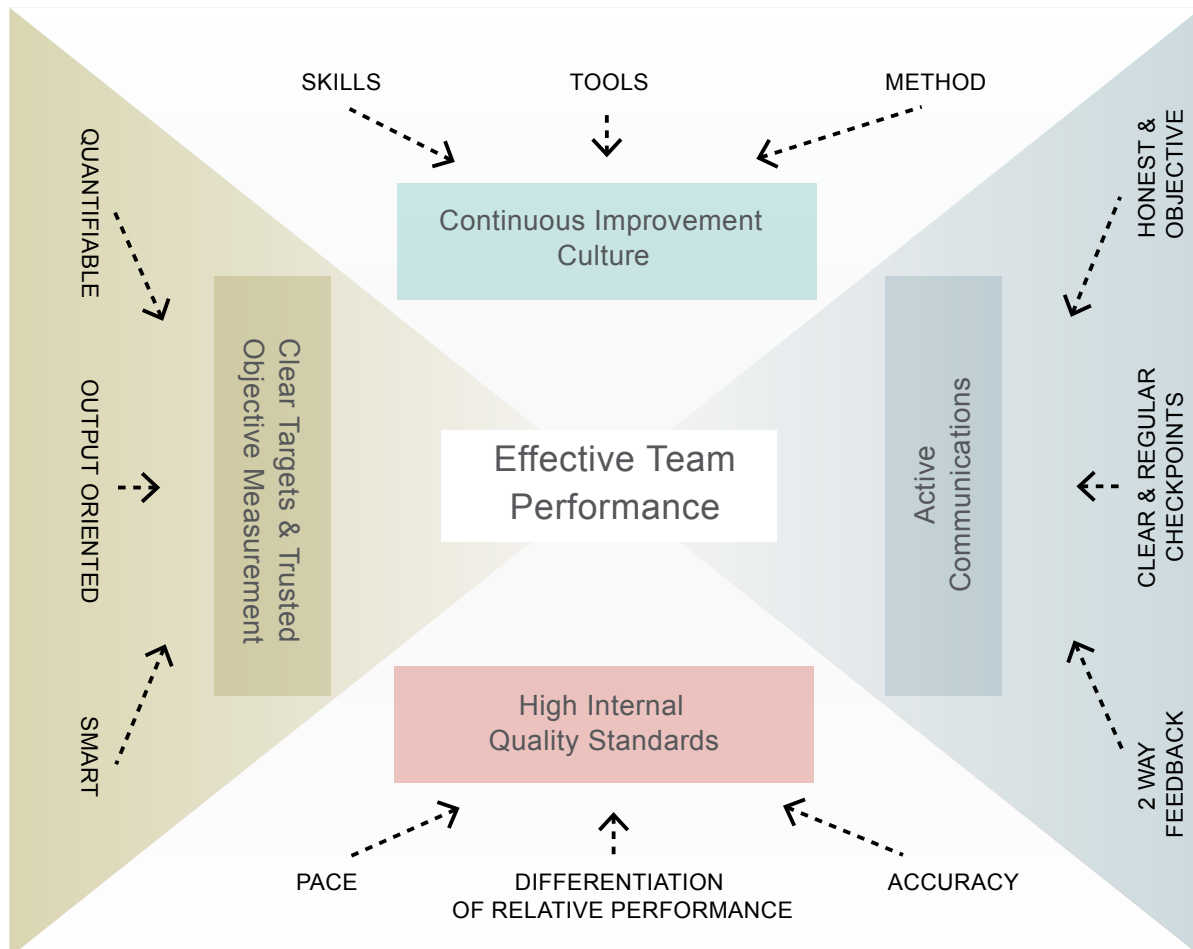 SKILLS
TOOLS
METHOD
Continuous Improvement
Culture
QUANTIFIABLE
OUTPUT ORIENTED
SMART
Clear Targets & Trusted
Objective Measurement
Effective Team
Performance
Active
Communications
HONEST &
OBJECTIVE
CLEAR & REGULAR
CHECKPOINTS
2 WAY
FEEDBACK
High Internal
Quality Standards
PACE
DIFFERENTIATION
OF RELATIVE PERFORMANCE
ACCURACY